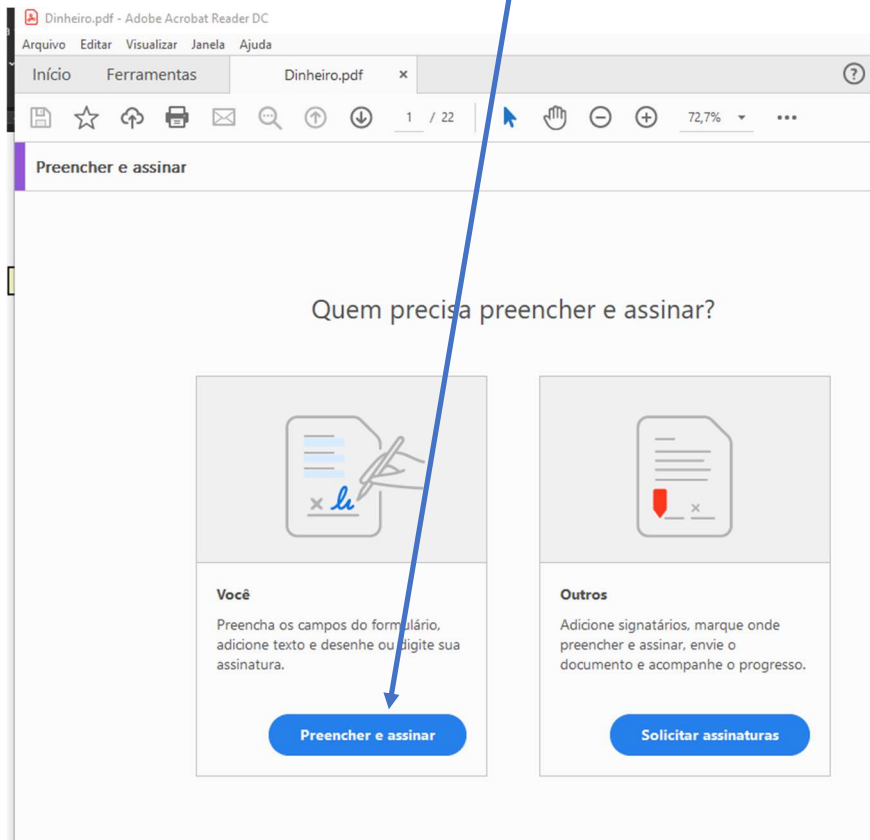 Dinheiro.pdf - Adobe Acrobat Reader DC
Arquivo Editar Visualizar Janela Ajuda
Início Ferramentas Dinheiro.pdf ×
1 / 22 72,7%
Preencher e assinar
Quem precisa preencher e assinar?
Você
Preencha os campos do formulário,
adicione texto e desenhe ou digite sua
assinatura.
Preencher e assinar
Outros
Adicione signatários, marque onde
preencher e assinar, envie o
documento e acompanhe o progresso.
Solicitar assinaturas